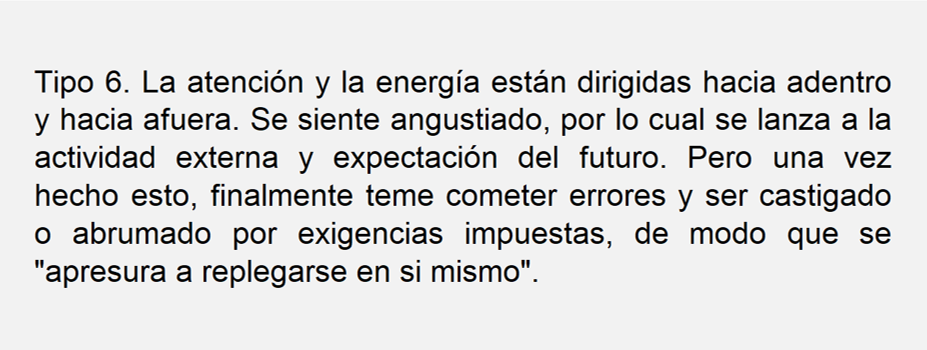 Tipo 6. La atención y la energía están dirigidas hacia adentro
y hacia afuera. Se siente angustiado, por lo cual se lanza a la
actividad externa y expectación del futuro. Pero una vez
hecho esto, finalmente teme cometer errores y ser castigado
o abrumado por exigencias impuestas, de modo que se
"apresura a replegarse en si mismo".